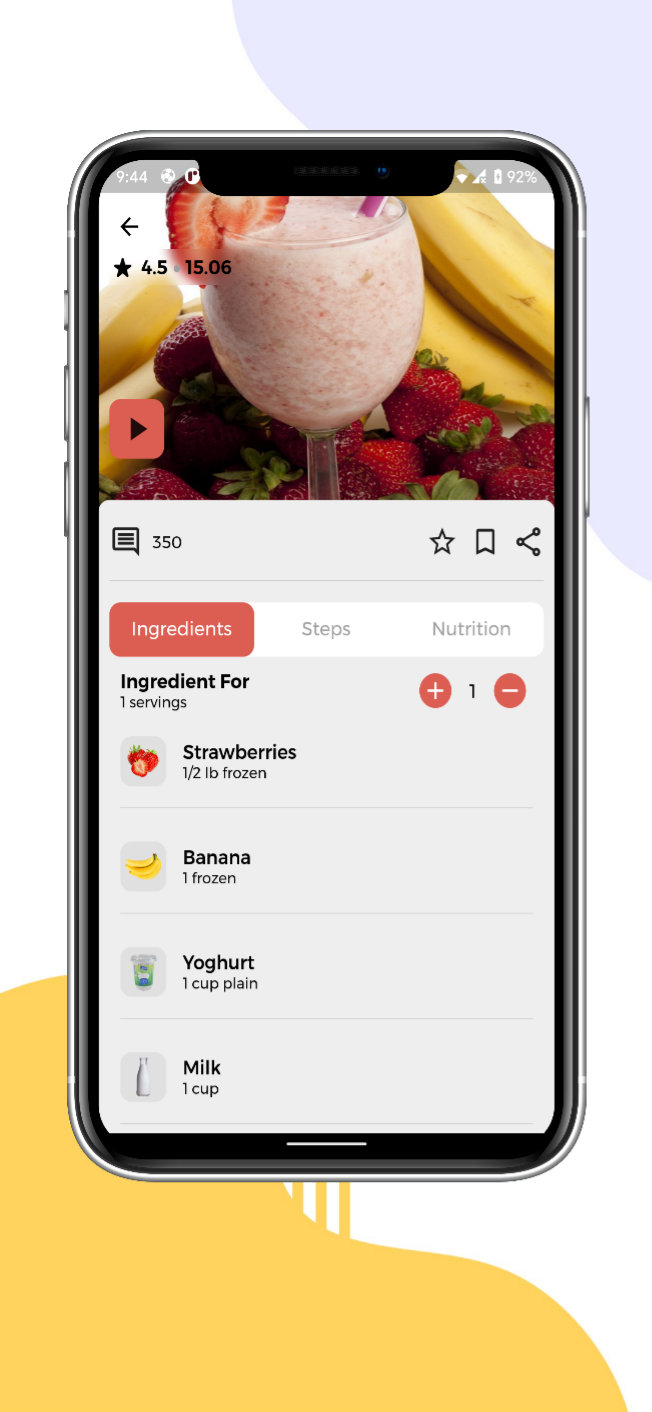 9:44 92%
4.5 • 15.06
350
Ingredients Steps Nutrition
Ingredient For
1 servings
1
Strawberries
1/2 lb frozen
Banana
1 frozen
Yoghurt
1 cup plain
Milk
1 cup